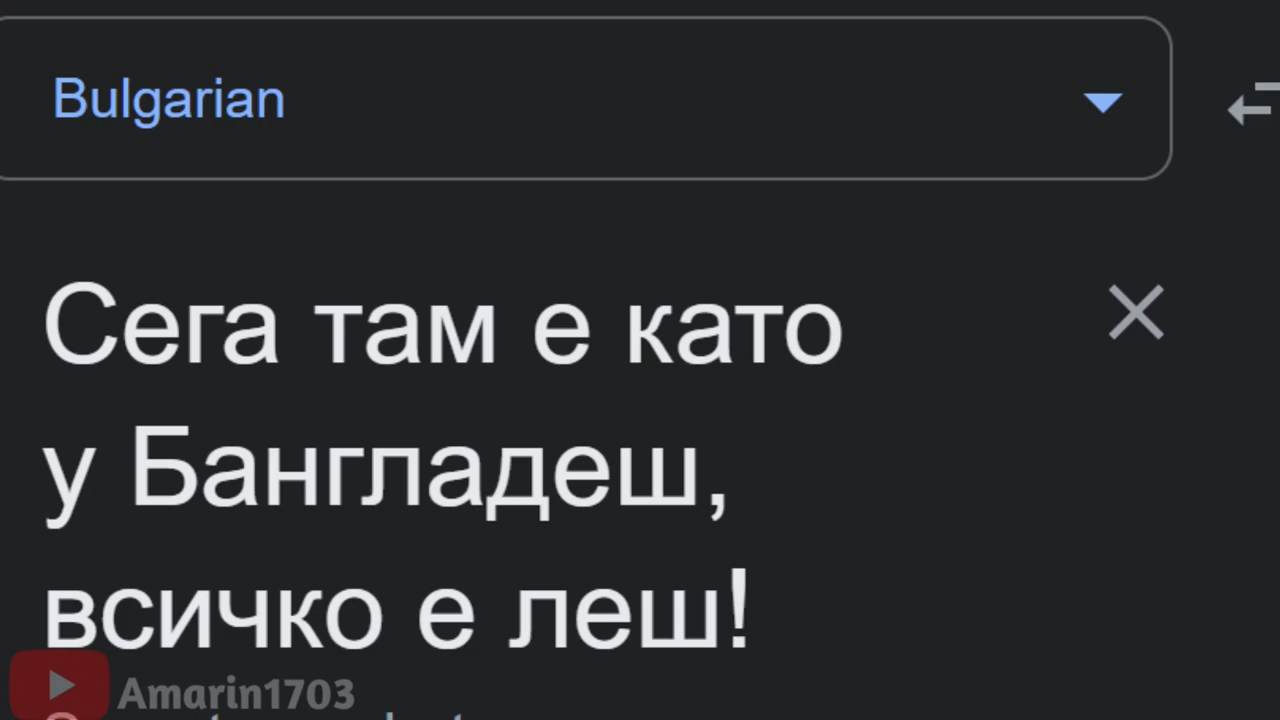 Bulgarian
Сега там е като
у Бангладеш,
всичко е леш!
Amarin1703